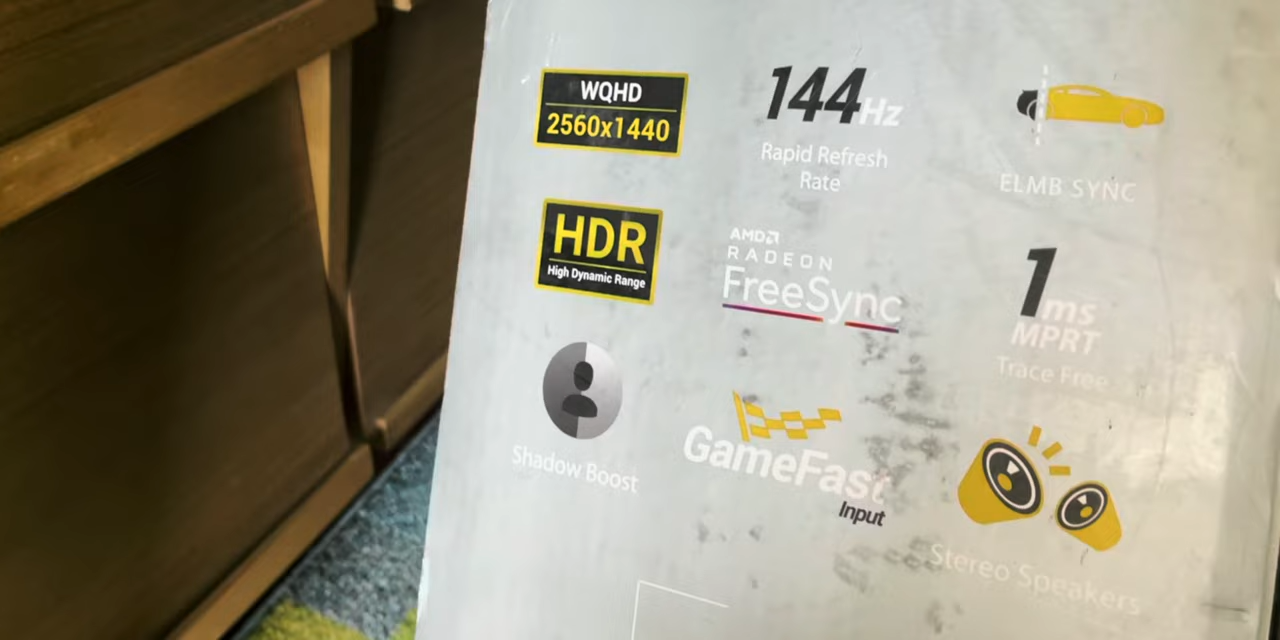 WQHD
2560x1440
144Hz
Rapid Refresh
Rate
ELMB SYNC
HDR
High Dynamic Range
AMD
RADEON
FreeSync
1ms
MPRT
Trace Free
Shadow Boost
GameFast
Input
Stereo Speakers